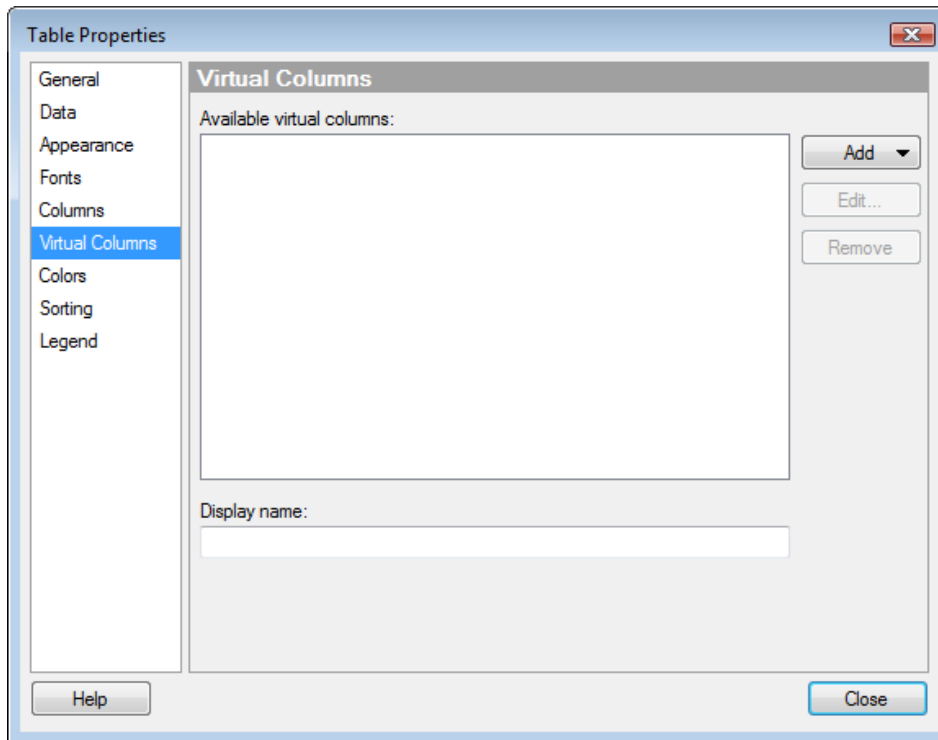 Table Properties
General
Data
Appearance
Fonts
Columns
Virtual Columns
Colors
Sorting
Legend
Virtual Columns
Available virtual columns:
Add
Edit...
Remove
Display name:
Help
Close